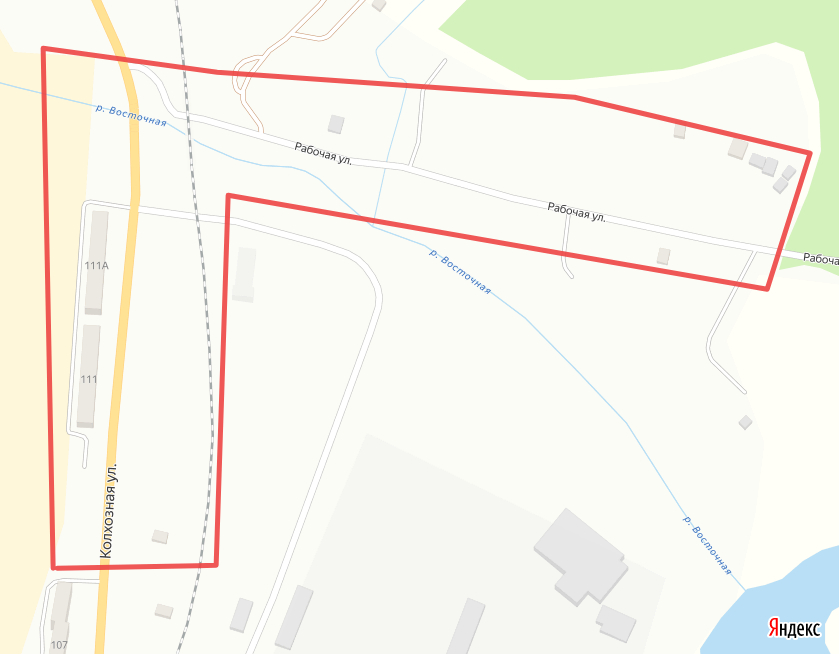 р. Восточная
Рабочая ул.
Рабочая ул.
Рабоча
р. Восточная
111А
111
Колхозная ул.
р. Восточная
107
Яндекс